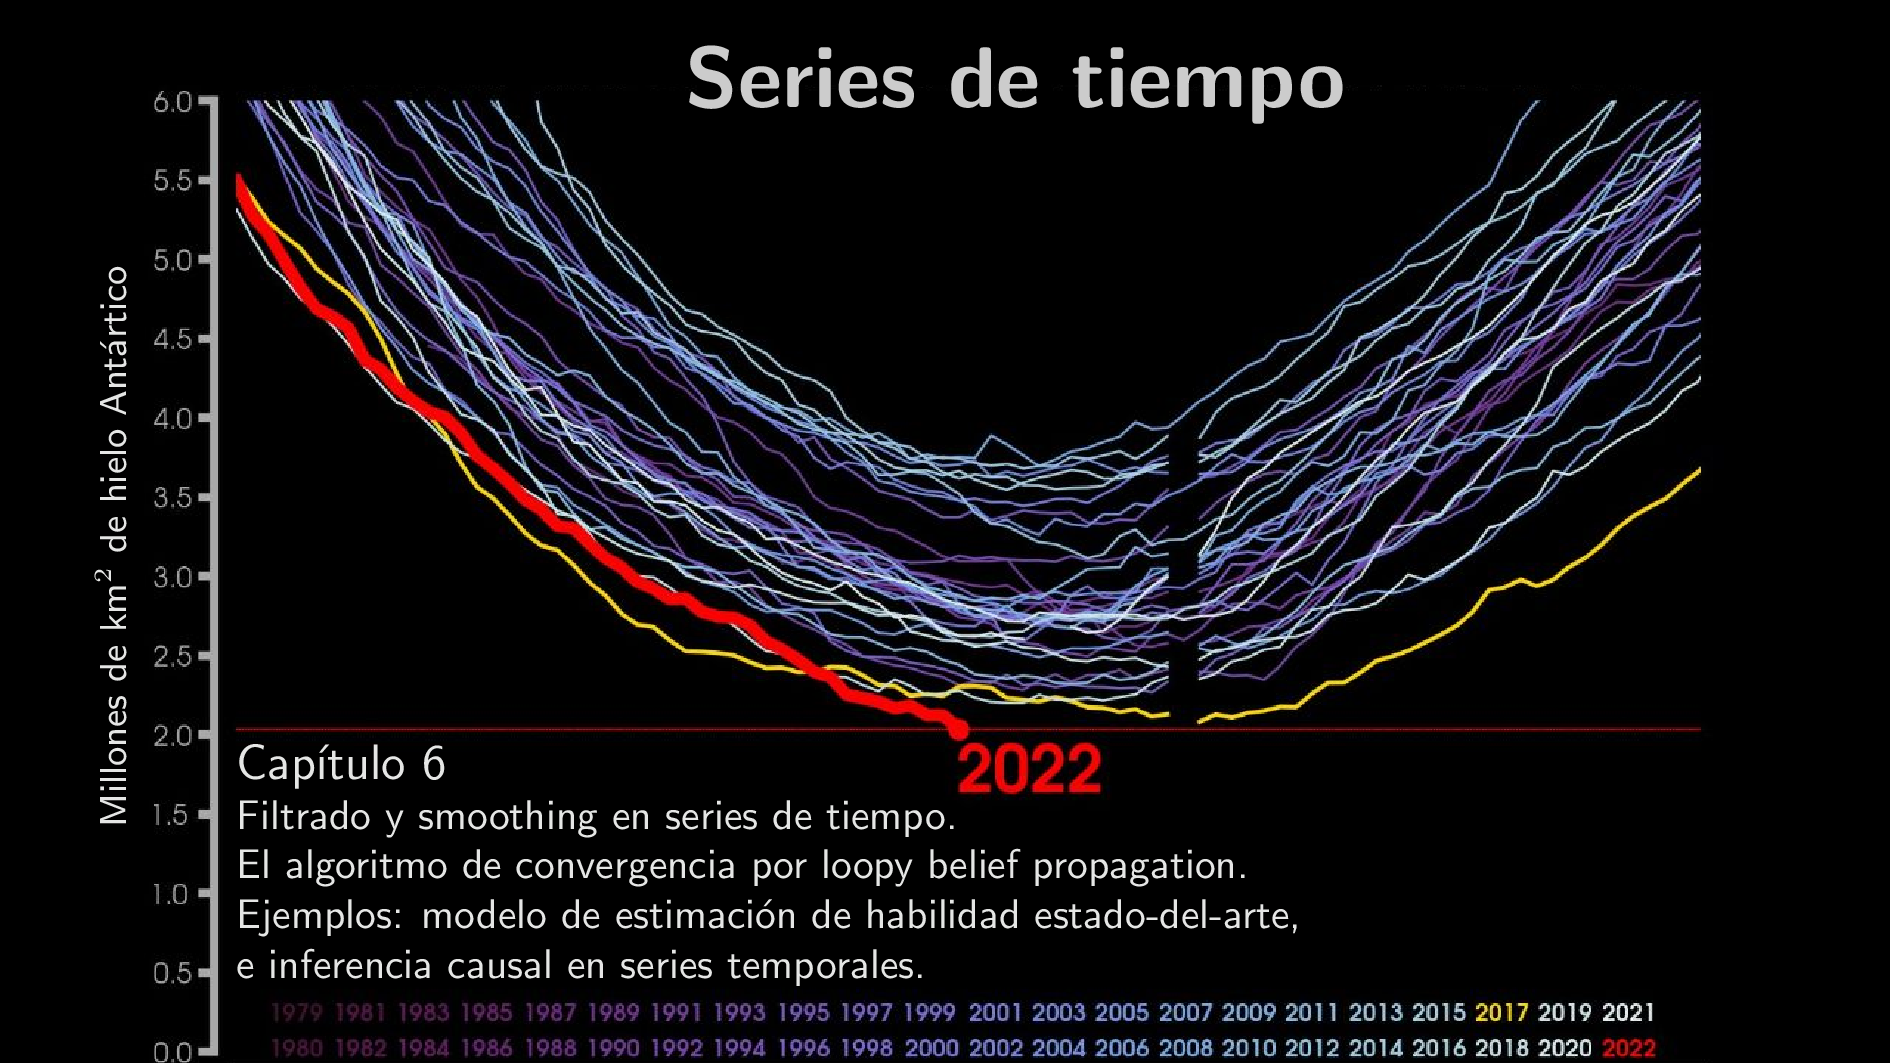 Series de tiempo
6.0
5.5
5.0
4.5
4.0
3.5
3.0
2.5
2.0
1.5
1.0
0.5
0.0
Millones de km² de hielo Antártico
2022
Capítulo 6
Filtrado y smoothing en series de tiempo.
El algoritmo de convergencia por loopy belief propagation.
Ejemplos: modelo de estimación de habilidad estado-del-arte,
e inferencia causal en series temporales.
1979 1981 1983 1985 1987 1989 1991 1993 1995 1997 1999 2001 2003 2005 2007 2009 2011 2013 2015 2017 2019 2021
1980 1982 1984 1986 1988 1990 1992 1994 1996 1998 2000 2002 2004 2006 2008 2010 2012 2014 2016 2018 2020 2022